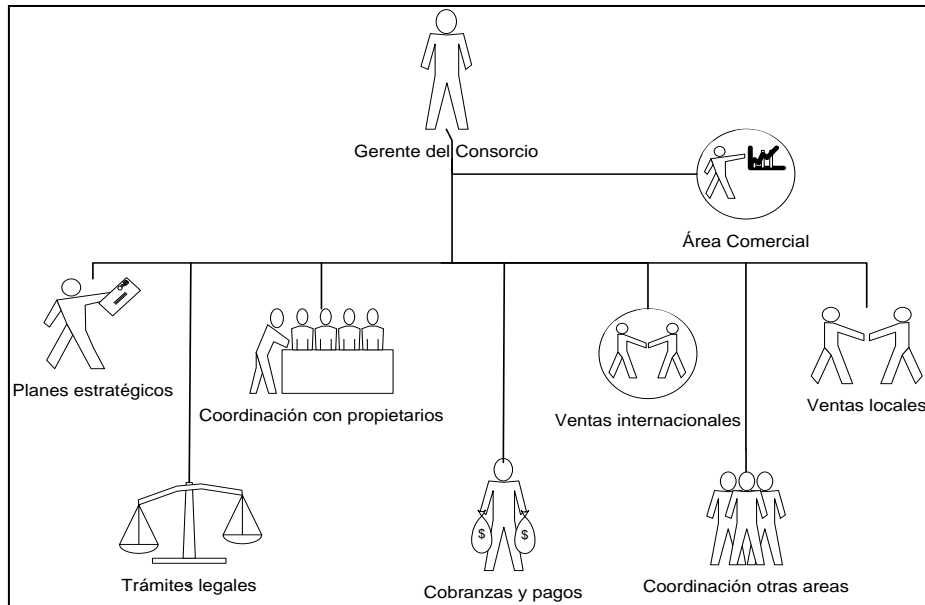 Gerente del Consorcio
Área Comercial
Planes estratégicos
Coordinación con propietarios
Ventas internacionales
Ventas locales
$ $
Trámites legales
Cobranzas y pagos
Coordinación otras areas